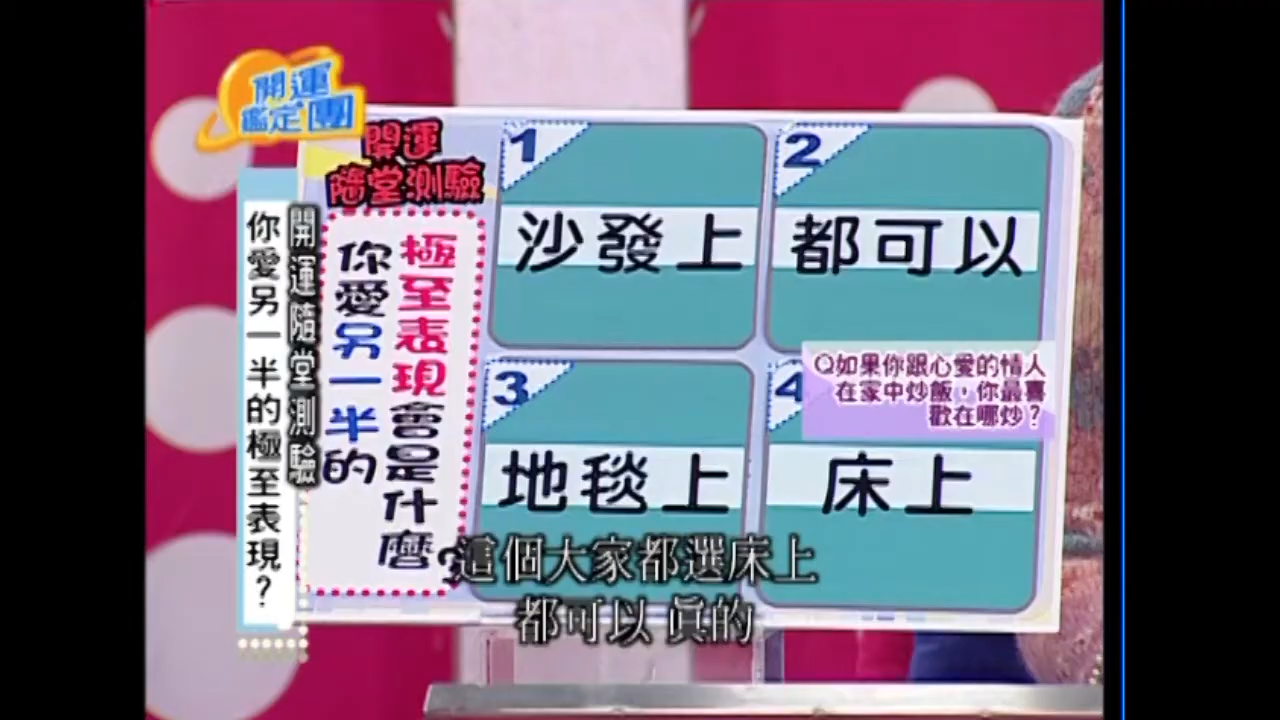 開運
鑑定團
開運隨堂測驗
你愛另一半的極至表現？
開運
隨堂測驗
你愛另一半的
極至表現會是什麼?
1
沙發上
2
都可以
3
地毯上
4
床上
Q如果你跟心愛的情人
在家中炒飯，你最喜
歡在哪炒？
這個大家都選床上
都可以 真的